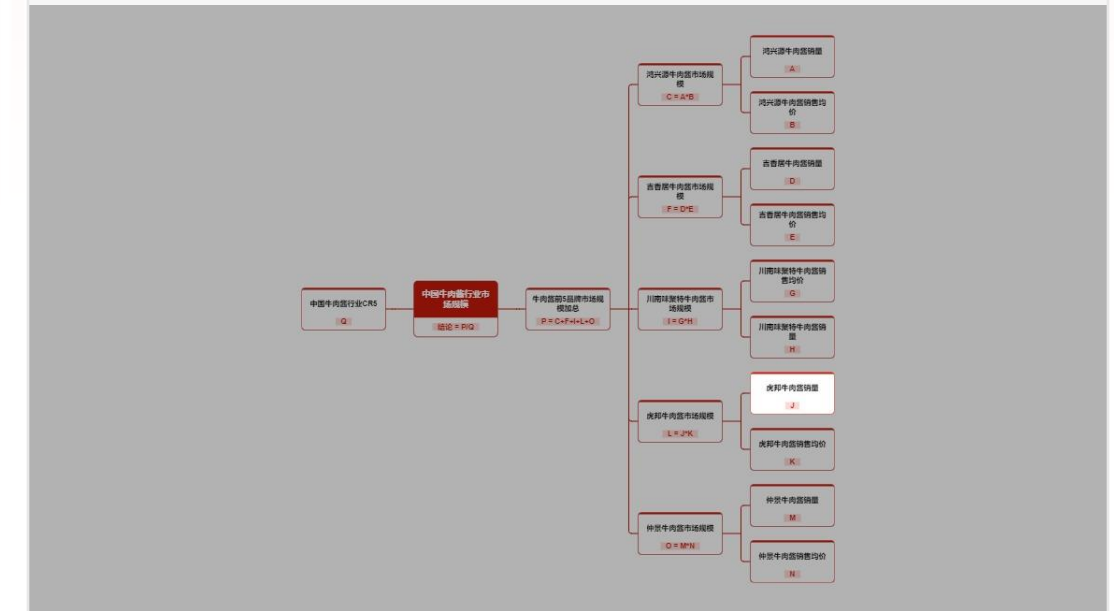 鸿兴源牛肉酱销量
A
鸿兴源牛肉酱市场规
模
C = A*B
鸿兴源牛肉酱销售均
价
B
吉香居牛肉酱销量
D
吉香居牛肉酱市场规
模
F = D*E
吉香居牛肉酱销售均
价
E
中国牛肉酱行业CR5
Q
中国牛肉酱行业市
场规模
结论 = P/Q
牛肉酱前5品牌市场规
模加总
P = C+F+I+L+O
川南味聚特牛肉酱市
场规模
I = G*H
川南味聚特牛肉酱销
售均价
G
川南味聚特牛肉酱销
量
H
虎邦牛肉酱销量
J
虎邦牛肉酱市场规模
L = J*K
虎邦牛肉酱销售均价
K
仲景牛肉酱销量
M
仲景牛肉酱市场规模
O = M*N
仲景牛肉酱销售均价
N